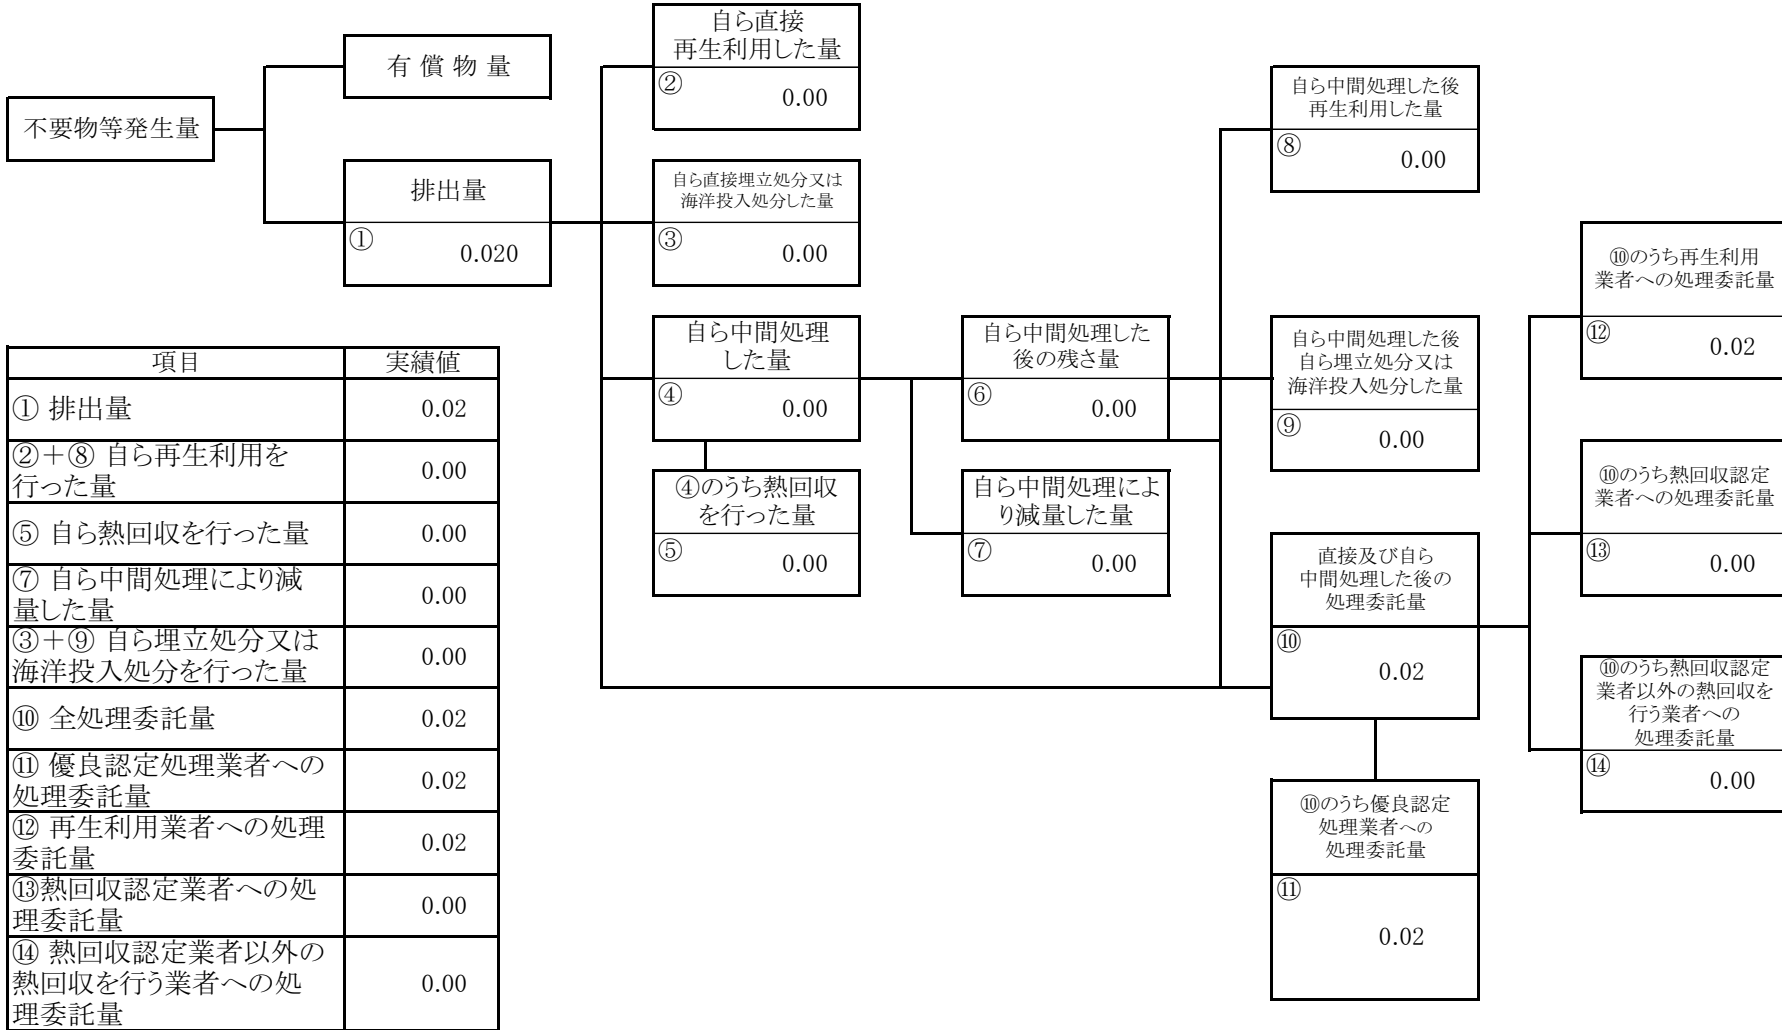 不要物等発生量
有 償 物 量
排出量
①
0.020
自ら直接
再生利用した量
②
0.00
自ら直接埋立処分又は
海洋投入処分した量
③
0.00
自ら中間処理
した量
④
0.00
④のうち熱回収
を行った量
⑤
0.00
自ら中間処理した
後の残さ量
⑥
0.00
自ら中間処理によ
り減量した量
⑦
0.00
自ら中間処理した後
再生利用した量
⑧
0.00
自ら中間処理した後
自ら埋立処分又は
海洋投入処分した量
⑨
0.00
直接及び自ら
中間処理した後の
処理委託量
⑩
0.02
⑩のうち優良認定
処理業者への
処理委託量
⑪
0.02
⑩のうち再生利用
業者への処理委託量
⑫
0.02
⑩のうち熱回収認定
業者への処理委託量
⑬
0.00
⑩のうち熱回収認定
業者以外の熱回収を
行う業者への
処理委託量
⑭
0.00
項目 実績値
① 排出量 0.02
②＋⑧ 自ら再生利用を
行った量 0.00
⑤ 自ら熱回収を行った量 0.00
⑦ 自ら中間処理により減
量した量 0.00
③＋⑨ 自ら埋立処分又は
海洋投入処分を行った量 0.00
⑩ 全処理委託量 0.02
⑪ 優良認定処理業者への
処理委託量 0.02
⑫ 再生利用業者への処理
委託量 0.02
⑬熱回収認定業者への処
理委託量 0.00
⑭ 熱回収認定業者以外の
熱回収を行う業者への処
理委託量 0.00